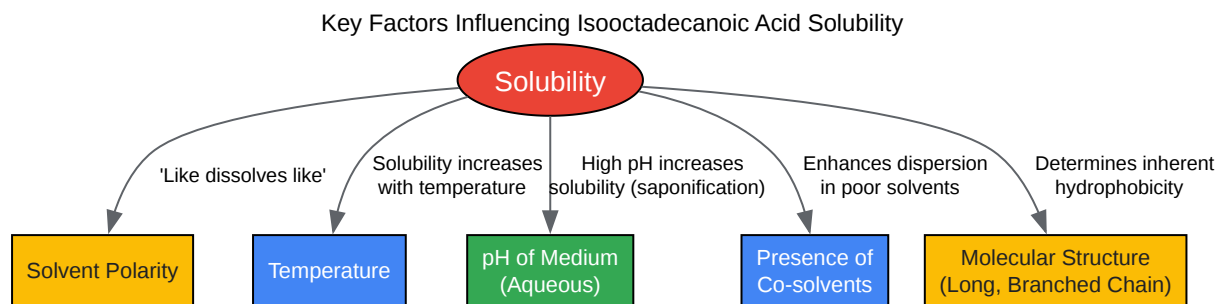 Key Factors Influencing Isooctadecanoic Acid Solubility
Solubility
'Like dissolves like'
Solubility increases
with temperature
High pH increases
solubility (saponification)
Enhances dispersion
in poor solvents
Determines inherent
hydrophobicity
Solvent Polarity
Temperature
pH of Medium
(Aqueous)
Presence of
Co-solvents
Molecular Structure
(Long, Branched Chain)